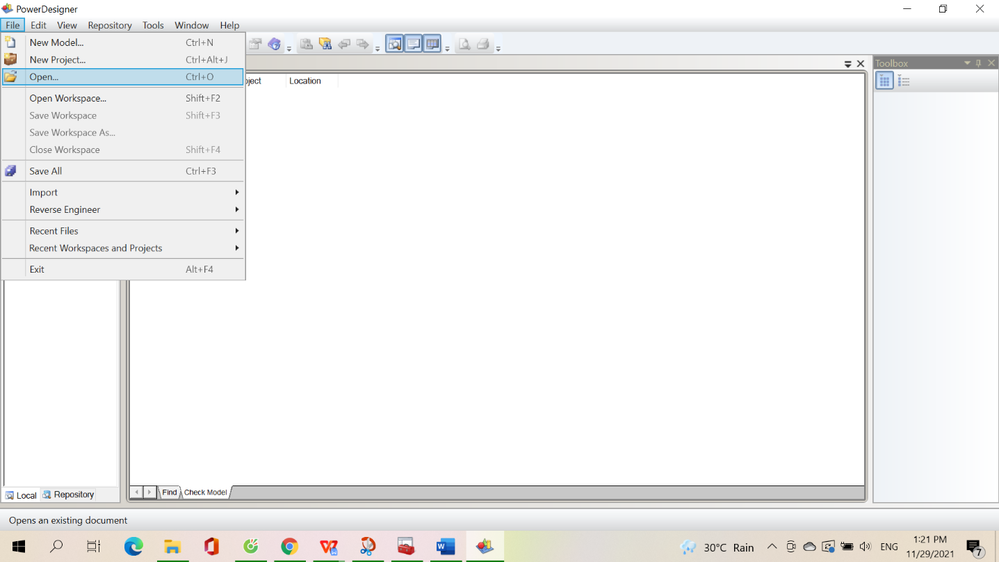 PowerDesigner
File Edit View Repository Tools Window Help
New Model... Ctrl+N
New Project... Ctrl+Alt+J
Open... Ctrl+O
Open Workspace... Shift+F2
Save Workspace Shift+F3
Save Workspace As...
Close Workspace Shift+F4
Save All Ctrl+F3
Import
Reverse Engineer
Recent Files
Recent Workspaces and Projects
Exit Alt+F4
bject Location
Toolbox
Local Repository
Find Check Model
Opens an existing document
30°C Rain
ENG
1:21 PM
11/29/2021
7